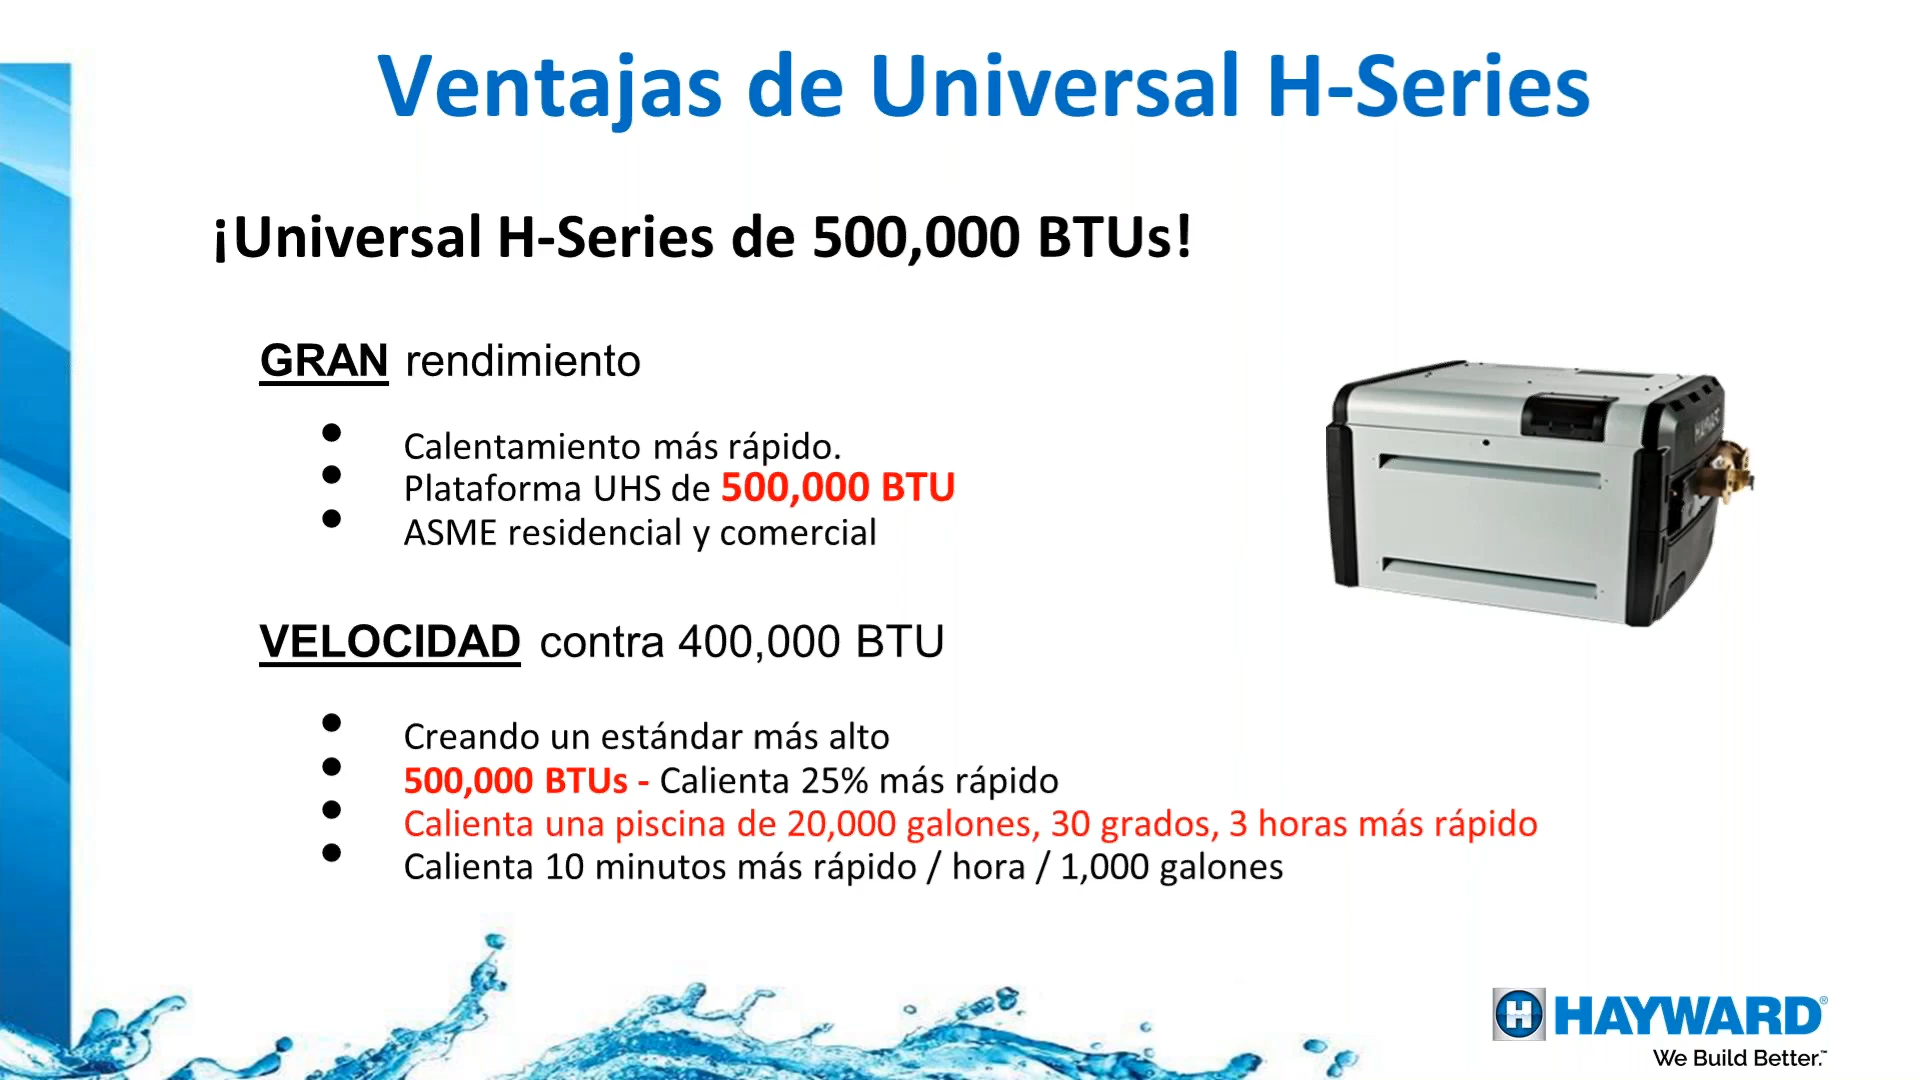 Ventajas de Universal H-Series
¡Universal H-Series de 500,000 BTUs!
GRAN rendimiento
• Calentamiento más rápido.
• Plataforma UHS de 500,000 BTU
• ASME residencial y comercial
VELOCIDAD contra 400,000 BTU
• Creando un estándar más alto
• 500,000 BTUs - Calienta 25% más rápido
• Calienta una piscina de 20,000 galones, 30 grados, 3 horas más rápido
• Calienta 10 minutos más rápido / hora / 1,000 galones
H HAYWARD®
We Build Better.™